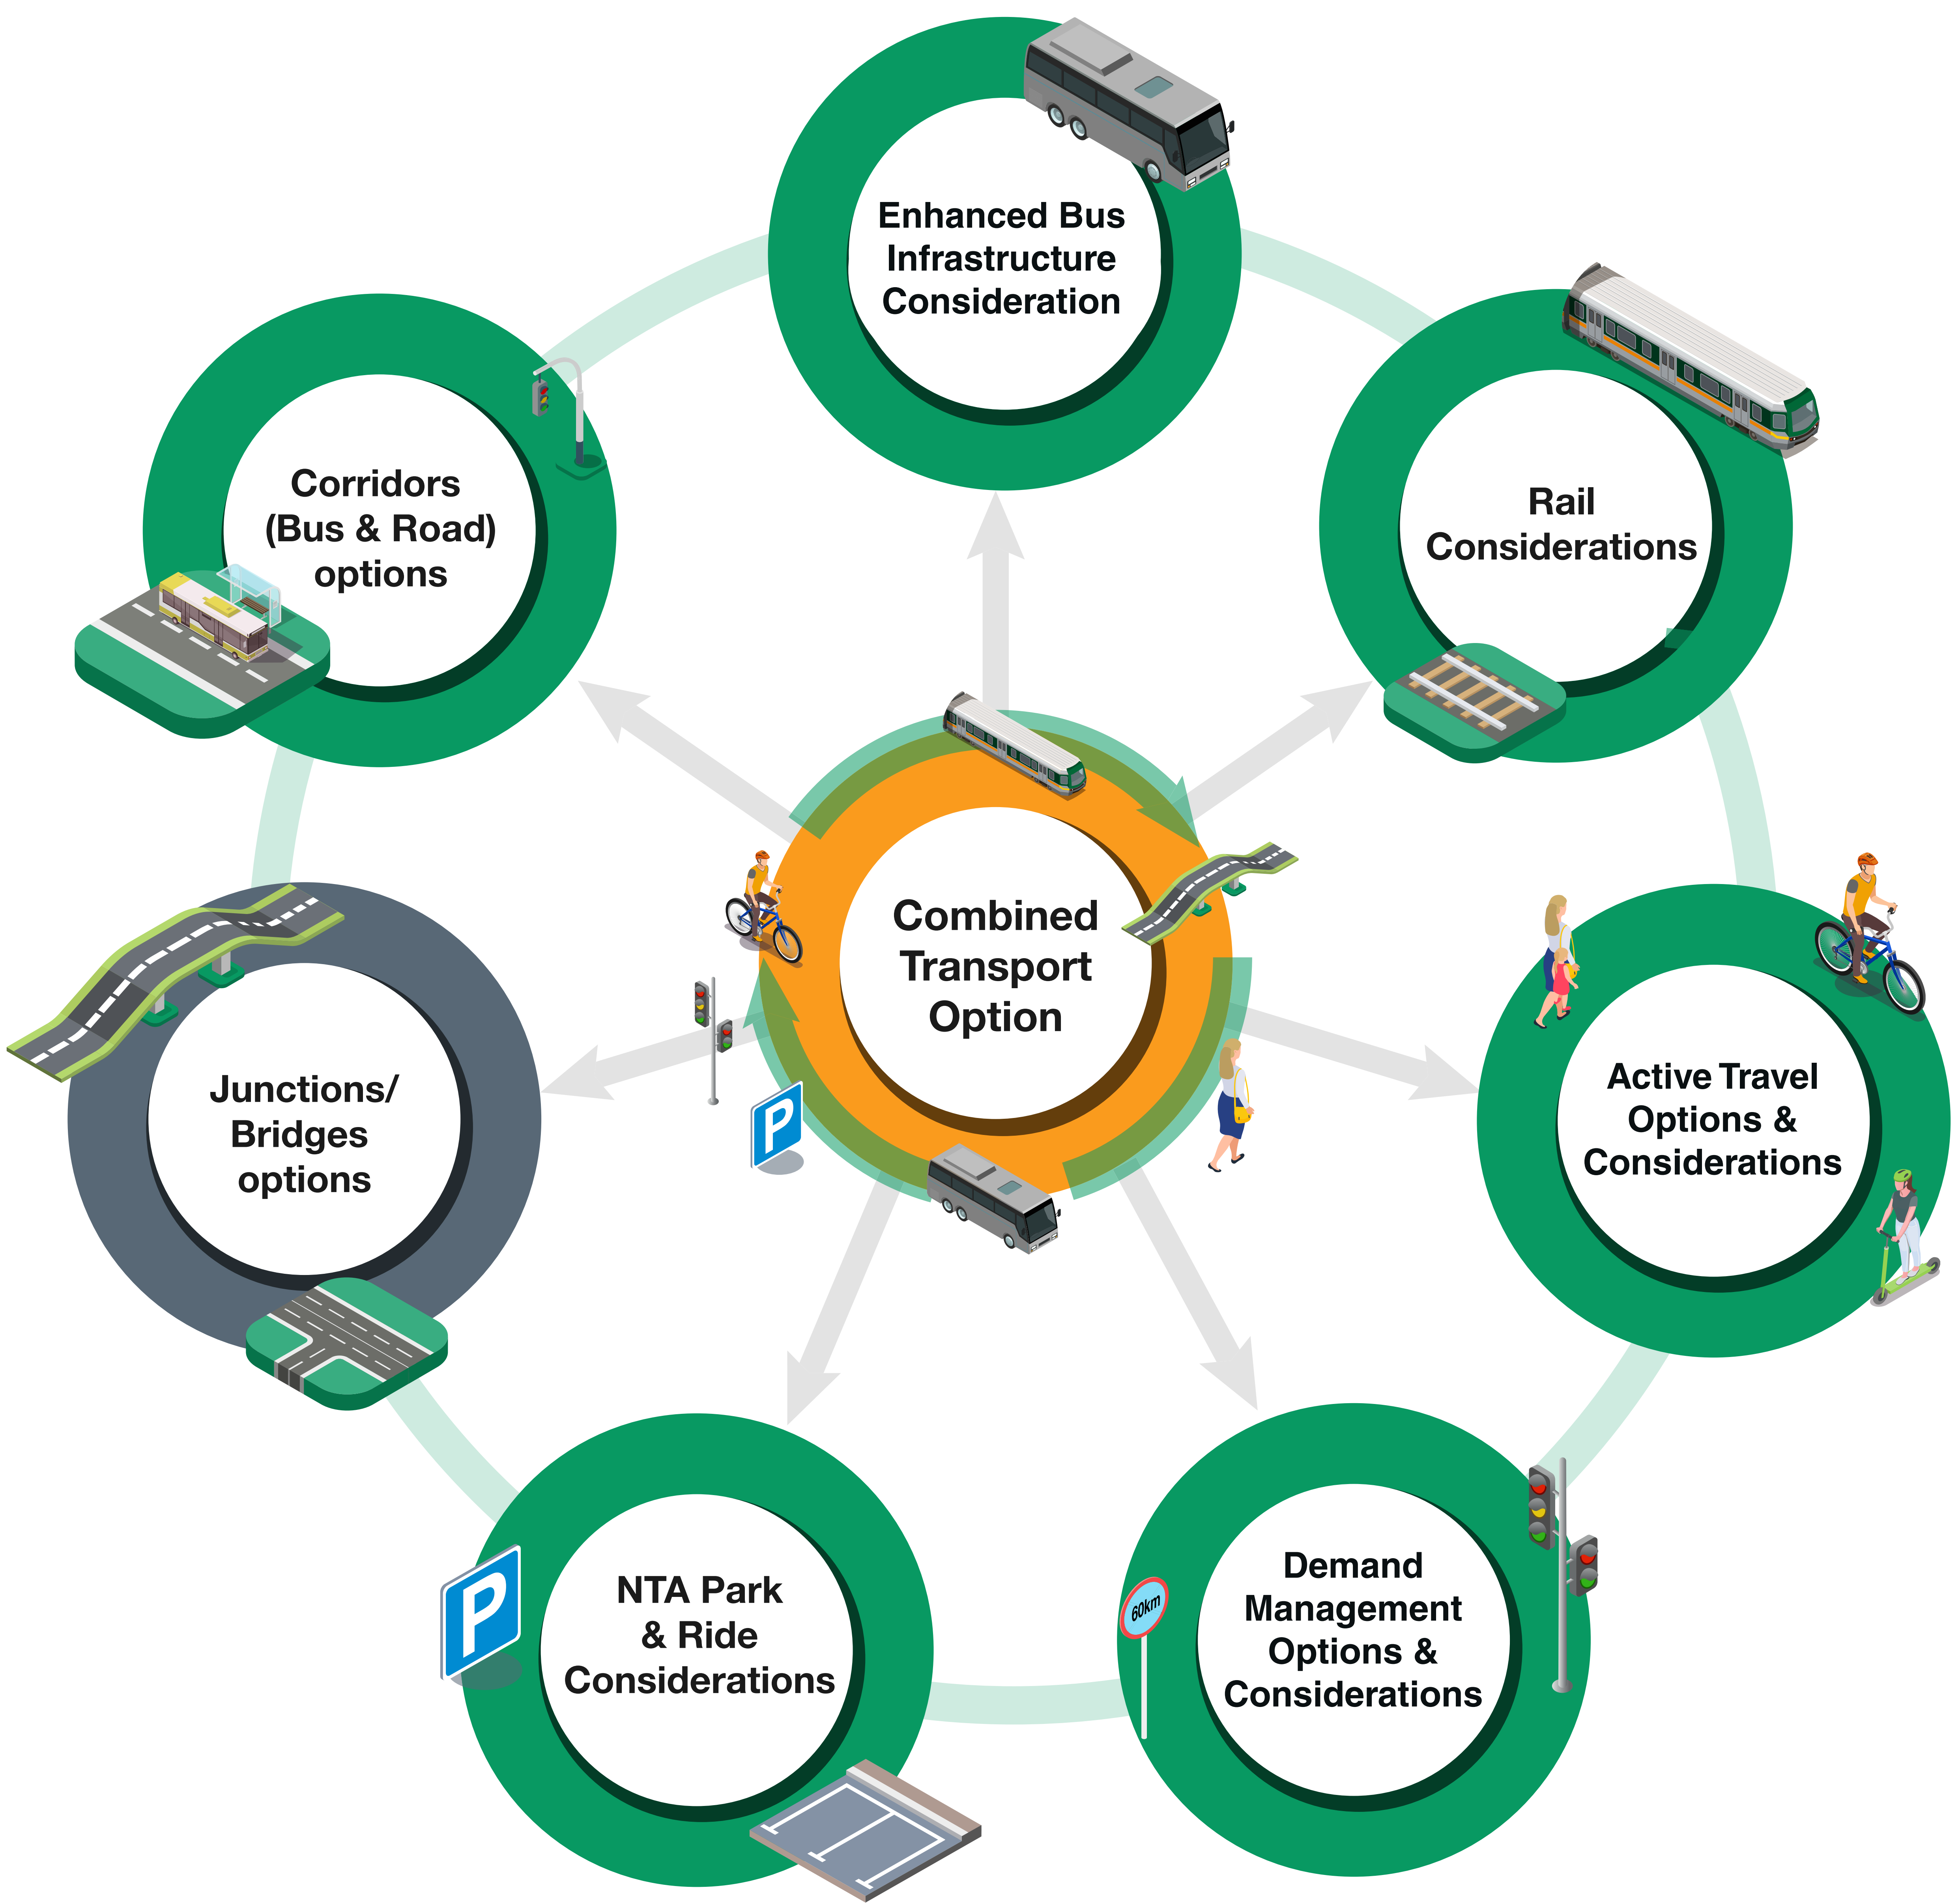 Enhanced Bus
Infrastructure
Consideration
Corridors
(Bus & Road)
options
Rail
Considerations
Combined
Transport
Option
Junctions/
Bridges
options
Active Travel
Options &
Considerations
P
NTA Park
& Ride
Considerations
P
Demand
Management
Options &
Considerations
60km